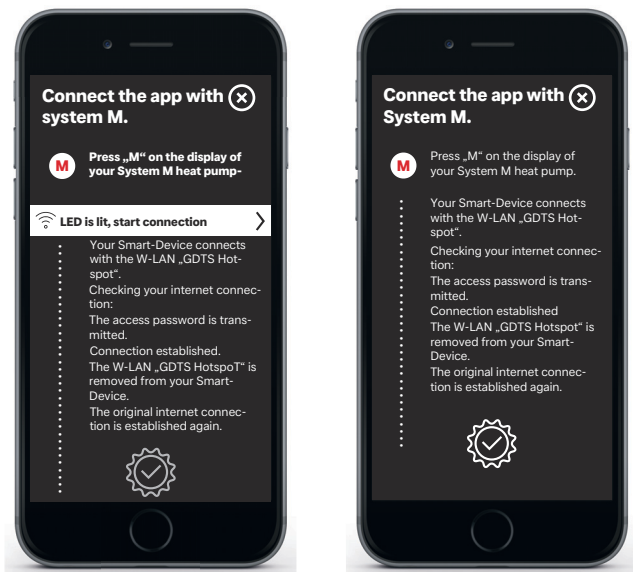 Connect the app with
system M.
M
Press „M“ on the display of
your System M heat pump-
LED is lit, start connection
Your Smart-Device connects
with the W-LAN „GDTS Hot-
spot“.
Checking your internet connec-
tion:
The access password is trans-
mitted.
Connection established.
The W-LAN „GDTS HotspoT“ is
removed from your Smart-
Device.
The original internet connec-
tion is established again.
Connect the app with
System M.
M
Press „M“ on the display of
your System M heat pump.
Your Smart-Device connects
with the W-LAN „GDTS Hot-
spot“.
Checking your internet connec-
tion:
The access password is trans-
mitted.
Connection established
The W-LAN „GDTS Hotspot“ is
removed from your Smart-
Device.
The original internet connec-
tion is established again.